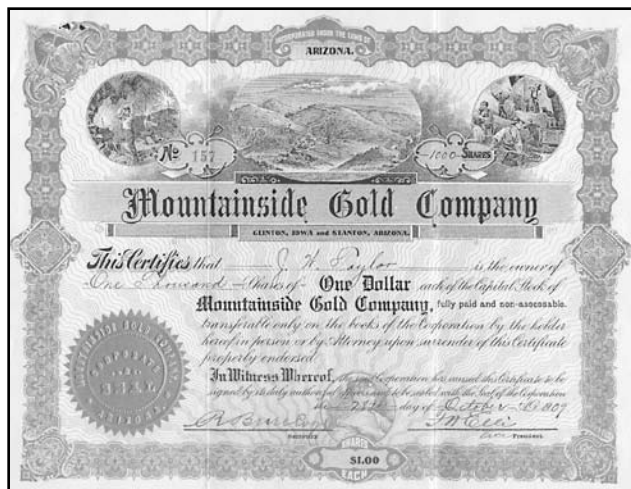 INCORPORATED UNDER THE LAWS OF
ARIZONA.
No 157
1000 SHARES
Mountainside Gold Company
CLINTON, IOWA and STANTON, ARIZONA.
This Certifies that J. W. Taylor is the owner of
One Thousand Shares of One Dollar each of the Capital Stock of
Mountainside Gold Company, fully paid and non-assessable.
transferable only on the books of the Corporation by the holder
hereof in person or by Attorney upon surrender of this Certificate
properly endorsed.
In Witness Whereof, the said Corporation has caused this Certificate to be
signed by its duly authorized officers and to be sealed with the Seal of the Corporation
day of October 1909
MOUNTAINSIDE GOLD COMPANY
CORPORATE
SEAL
ARIZONA
President.
SHARES
$1.00
EACH